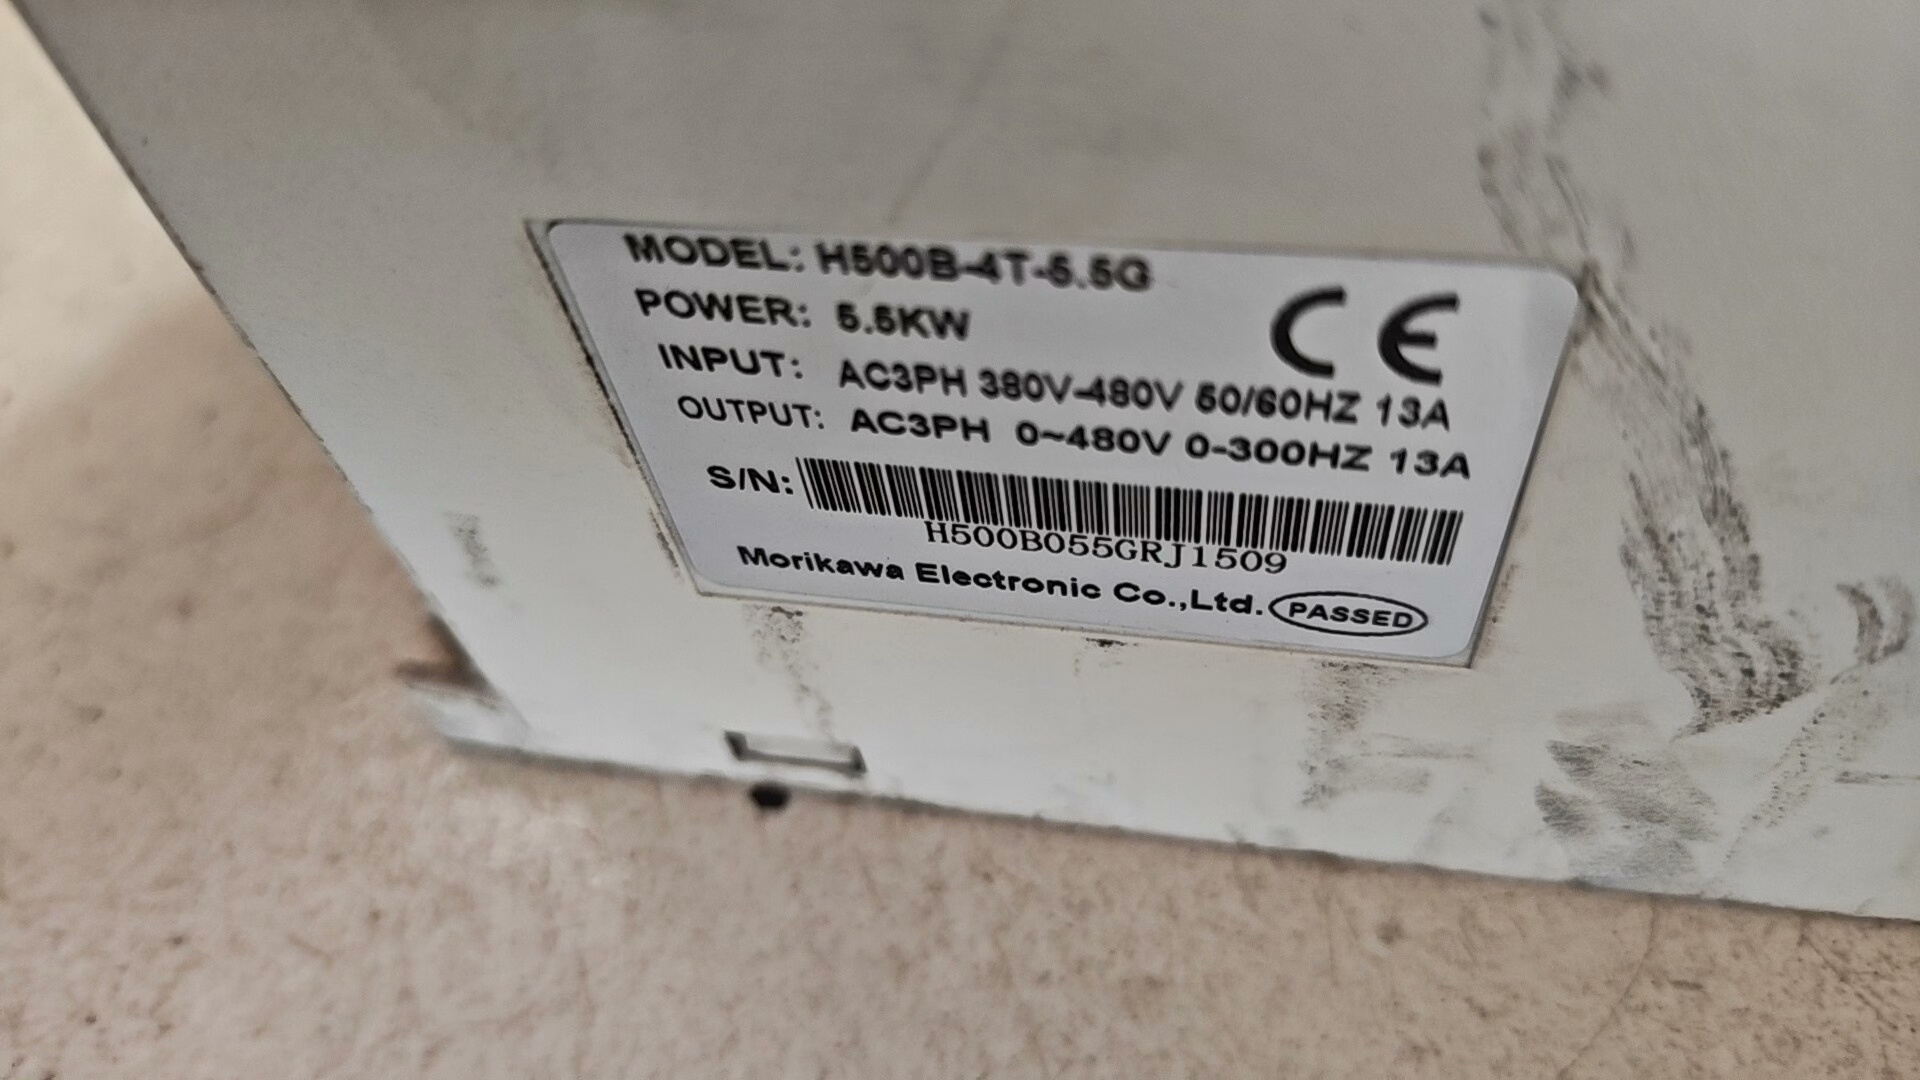 MODEL: H500B-4T-5.5G
POWER: 5.5KW
CE
INPUT: AC3PH 380V-480V 50/60HZ 13A
OUTPUT: AC3PH 0~480V 0-300HZ 13A
S/N:
H500B055GRJ1509
Morikawa Electronic Co.,Ltd. PASSED